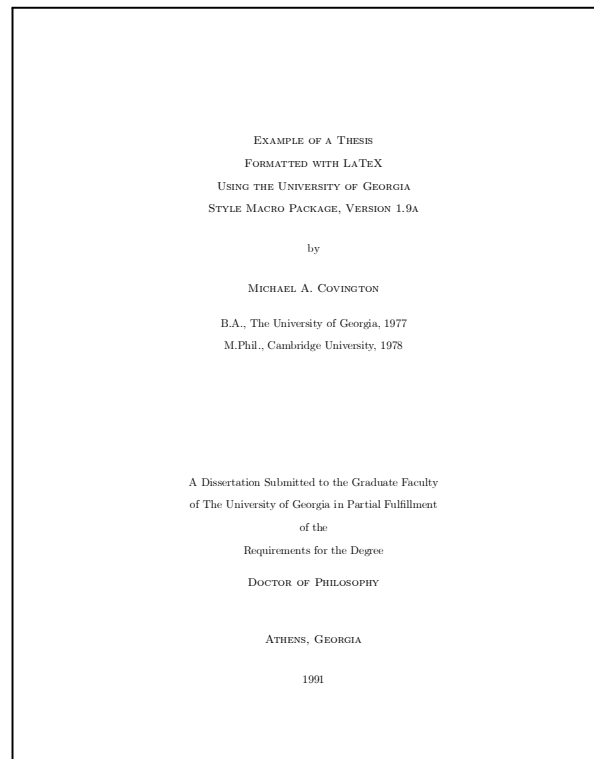 Example of a Thesis
Formatted with LaTeX
Using the University of Georgia
Style Macro Package, Version 1.9a
by
Michael A. Covington
B.A., The University of Georgia, 1977
M.Phil., Cambridge University, 1978
A Dissertation Submitted to the Graduate Faculty
of The University of Georgia in Partial Fulfillment
of the
Requirements for the Degree
Doctor of Philosophy
Athens, Georgia
1991